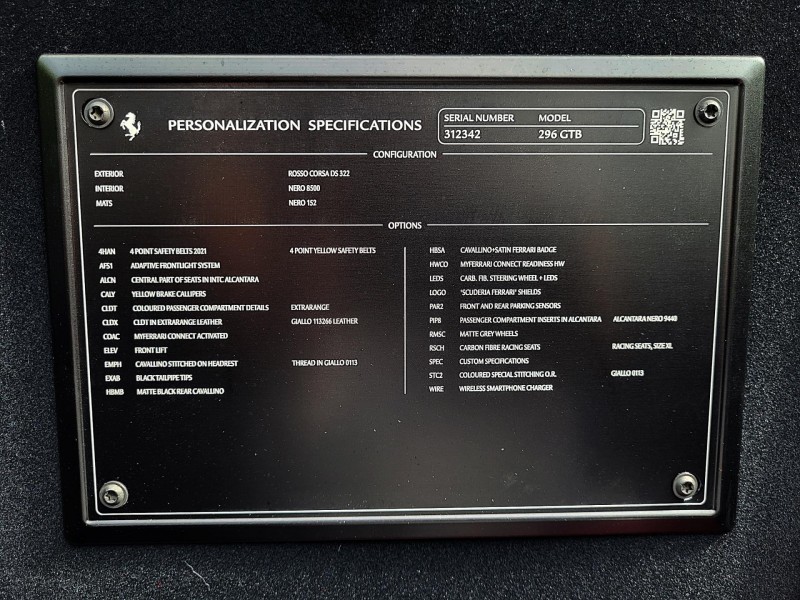 PERSONALIZATION SPECIFICATIONS
SERIAL NUMBER MODEL
312342 296 GTB
CONFIGURATION
EXTERIOR ROSSO CORSA DS 322
INTERIOR NERO 8500
MATS NERO 152
OPTIONS
4HAN 4 POINT SAFETY BELTS 2021 4 POINT YELLOW SAFETY BELTS
AFS1 ADAPTIVE FRONTLIGHT SYSTEM
ALCN CENTRAL PART OF SEATS IN INTC ALCANTARA
CALY YELLOW BRAKE CALLIPERS
CLDT COLOURED PASSENGER COMPARTMENT DETAILS EXTRARANGE
CLDX CLDT IN EXTRARANGE LEATHER GIALLO 113266 LEATHER
COAC MYFERRARI CONNECT ACTIVATED
ELEV FRONT LIFT
EMPH CAVALLINO STITCHED ON HEADREST THREAD IN GIALLO 0113
EXAB BLACK TAILPIPE TIPS
HBMB MATTE BLACK REAR CAVALLINO
HBSA CAVALLINO+SATIN FERRARI BADGE
HWCO MYFERRARI CONNECT READINESS HW
LEDS CARB. FIB. STEERING WHEEL + LEDS
LOGO "SCUDERIA FERRARI" SHIELDS
PAR2 FRONT AND REAR PARKING SENSORS
PIP8 PASSENGER COMPARTMENT INSERTS IN ALCANTARA ALCANTARA NERO 9440
RMSC MATTE GREY WHEELS
RSCH CARBON FIBRE RACING SEATS RACING SEATS, SIZE XL
SPEC CUSTOM SPECIFICATIONS
STC2 COLOURED SPECIAL STITCHING O.R. GIALLO 0113
WIRE WIRELESS SMARTPHONE CHARGER